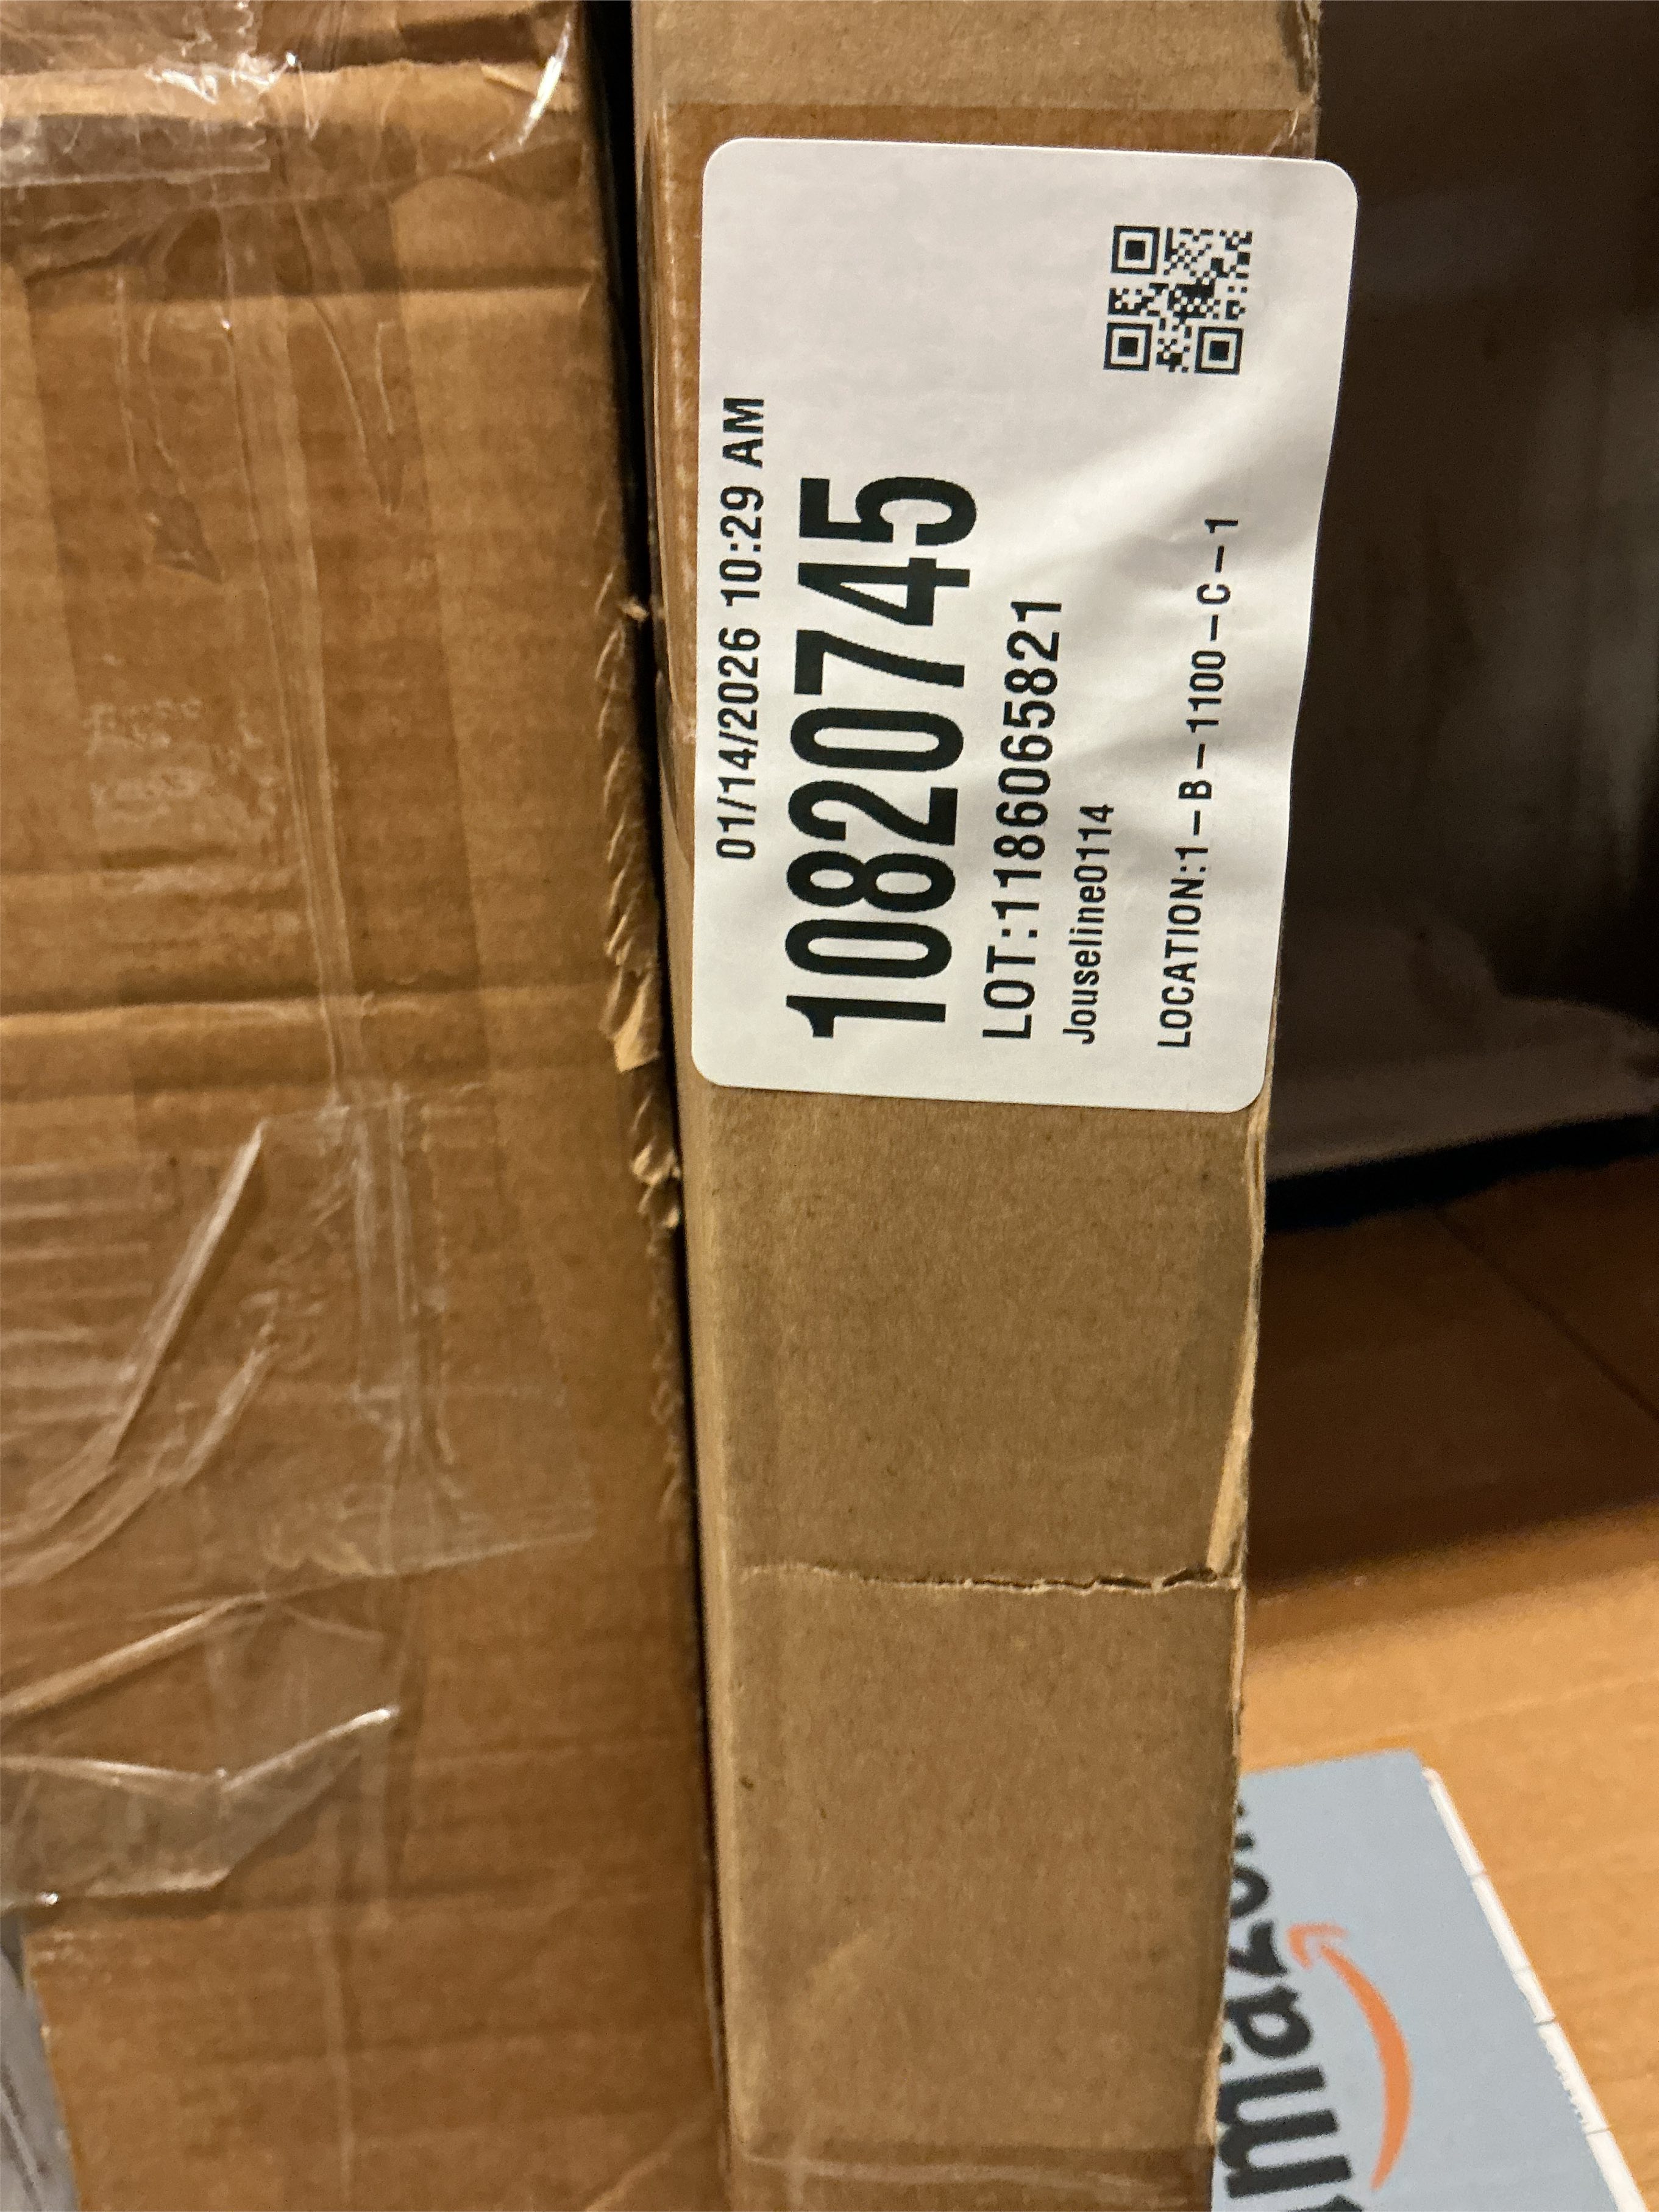 01/14/2026 10:29 AM
10820745
LOT:1186065821
Jouseline0114
LOCATION:1-B-1100-C-1
amazon